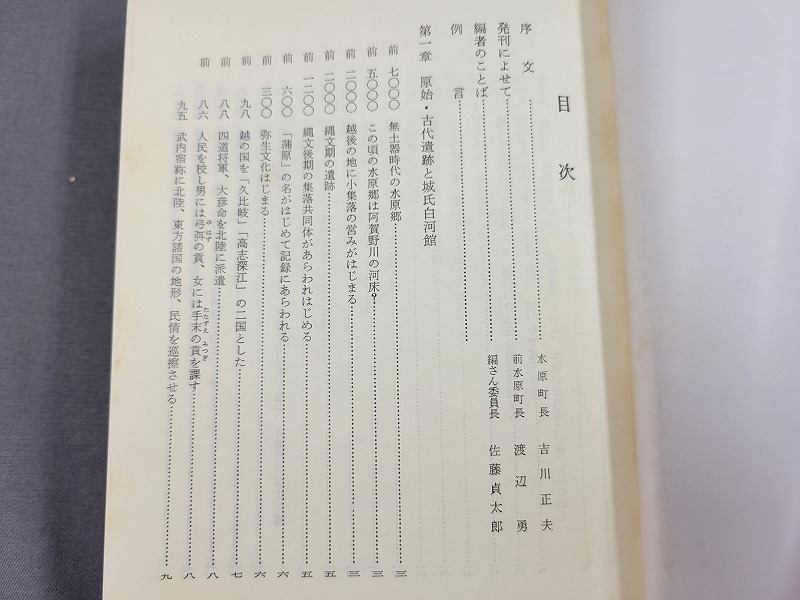 目次
序文……水原町長 吉川正夫
発刊によせて……前水原町長 渡辺勇
編者のことば……編さん委員長 佐藤貞太郎
例言……
第一章 原始・古代遺跡と城氏白河館
前 七〇〇〇 無土器時代の水原郷……三
前 五〇〇〇 この頃の水原郷は阿賀野川の河床?……三
前 二〇〇〇 越後の地に小集落の営みがはじまる……三
前 二〇〇〇 縄文期の遺跡……五
前 一二〇〇 縄文後期の集落共同体があらわれはじめる……五
前 六〇〇 「蒲原」の名がはじめて記録にあらわれる……六
前 三〇〇 弥生文化はじまる……六
前 九八 越の国を「久比岐」「高志深江」の二国とした……七
前 八八 四道将軍、大彦命を北陸に派遣……八
前 八六 人民を校し男には弓弭の貢、女には手末の貢を課す……八
九五 武内宿祢に北陸、東方諸国の地形、民情を巡察させる……九